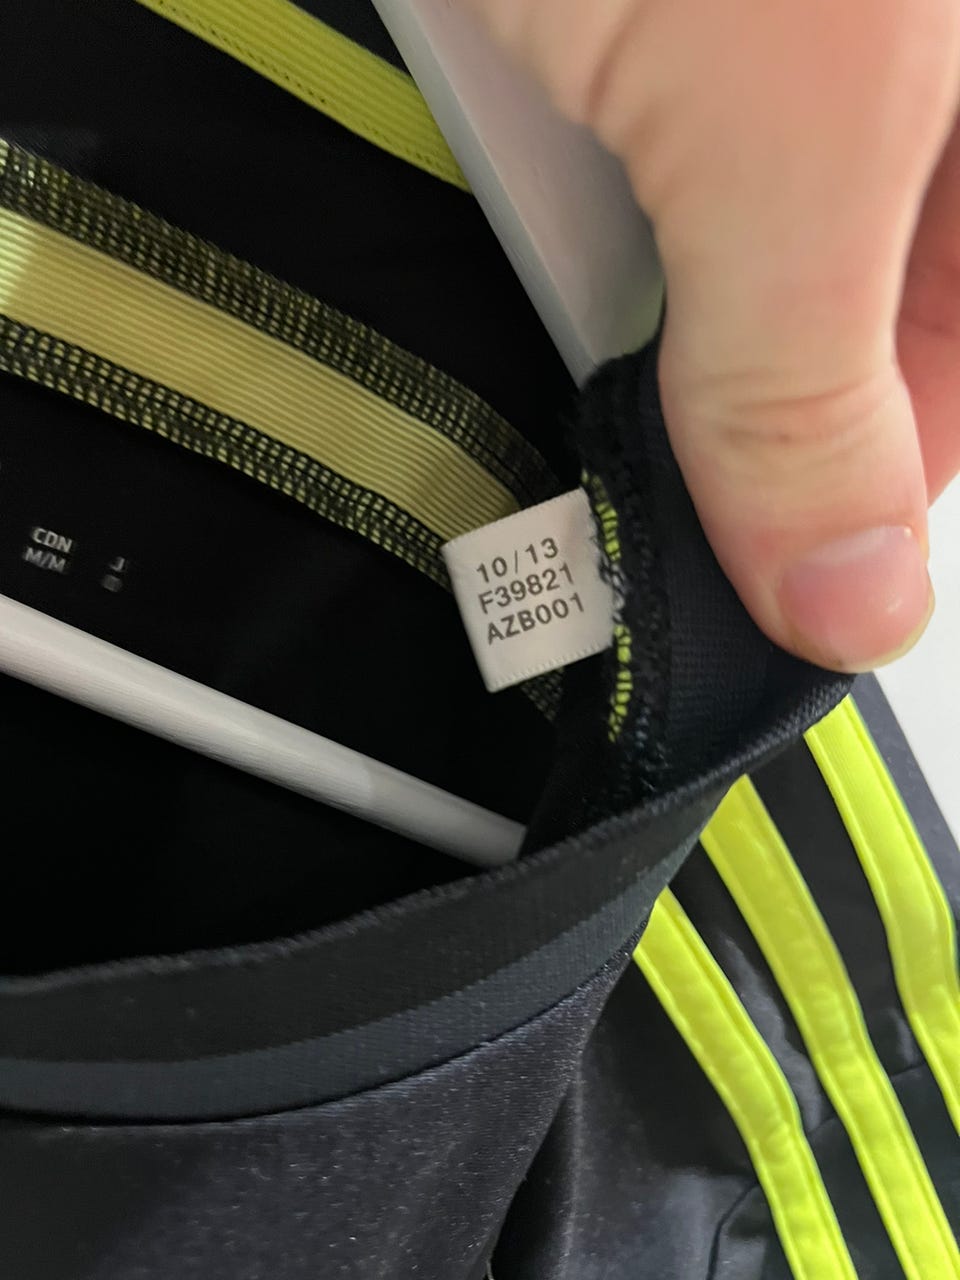 CDN
M/M
J
10/13
F39821
AZB001